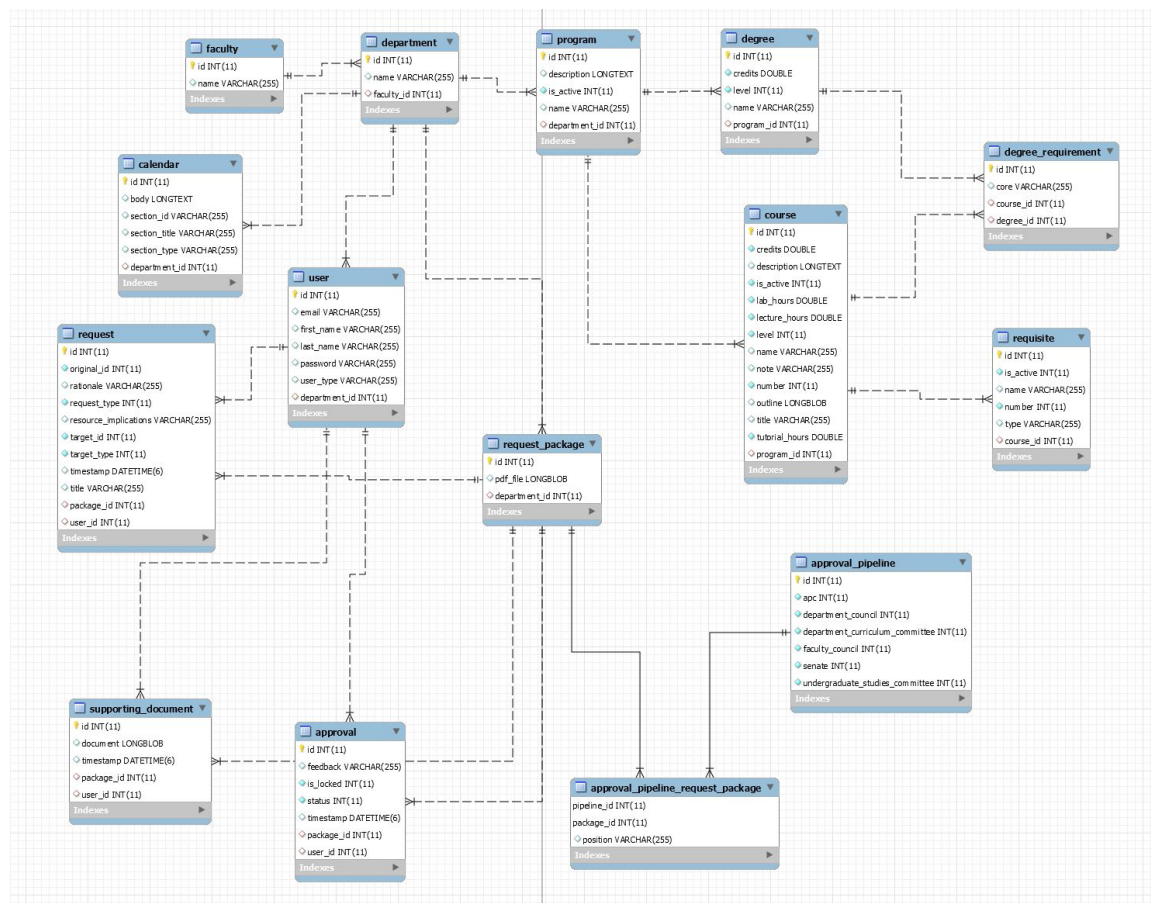 faculty
id INT(11)
name VARCHAR(255)
Indexes
department
id INT(11)
name VARCHAR(255)
faculty_id INT(11)
Indexes
program
id INT(11)
description LONGTEXT
is_active INT(11)
name VARCHAR(255)
department_id INT(11)
Indexes
degree
id INT(11)
credits DOUBLE
level INT(11)
name VARCHAR(255)
program_id INT(11)
Indexes
degree_requirement
id INT(11)
core VARCHAR(255)
course_id INT(11)
degree_id INT(11)
Indexes
calendar
id INT(11)
body LONGTEXT
section_id VARCHAR(255)
section_title VARCHAR(255)
section_type VARCHAR(255)
department_id INT(11)
Indexes
course
id INT(11)
credits DOUBLE
description LONGTEXT
is_active INT(11)
lab_hours DOUBLE
lecture_hours DOUBLE
level INT(11)
name VARCHAR(255)
note VARCHAR(255)
number INT(11)
outline LONGBLOB
title VARCHAR(255)
tutorial_hours DOUBLE
program_id INT(11)
Indexes
user
id INT(11)
email VARCHAR(255)
first_name VARCHAR(255)
last_name VARCHAR(255)
password VARCHAR(255)
user_type VARCHAR(255)
department_id INT(11)
Indexes
request
id INT(11)
original_id INT(11)
rationale VARCHAR(255)
request_type INT(11)
resource_implications VARCHAR(255)
target_id INT(11)
target_type INT(11)
timestamp DATETIME(6)
title VARCHAR(255)
package_id INT(11)
user_id INT(11)
Indexes
requisite
id INT(11)
is_active INT(11)
name VARCHAR(255)
number INT(11)
type VARCHAR(255)
course_id INT(11)
Indexes
request_package
id INT(11)
pdf_file LONGBLOB
department_id INT(11)
Indexes
approval_pipeline
id INT(11)
apc INT(11)
department_council INT(11)
department_curriculum_committee INT(11)
faculty_council INT(11)
senate INT(11)
undergraduate_studies_committee INT(11)
Indexes
supporting_document
id INT(11)
document LONGBLOB
timestamp DATETIME(6)
package_id INT(11)
user_id INT(11)
Indexes
approval
id INT(11)
feedback VARCHAR(255)
is_locked INT(11)
status INT(11)
timestamp DATETIME(6)
package_id INT(11)
user_id INT(11)
Indexes
approval_pipeline_request_package
pipeline_id INT(11)
package_id INT(11)
position VARCHAR(255)
Indexes